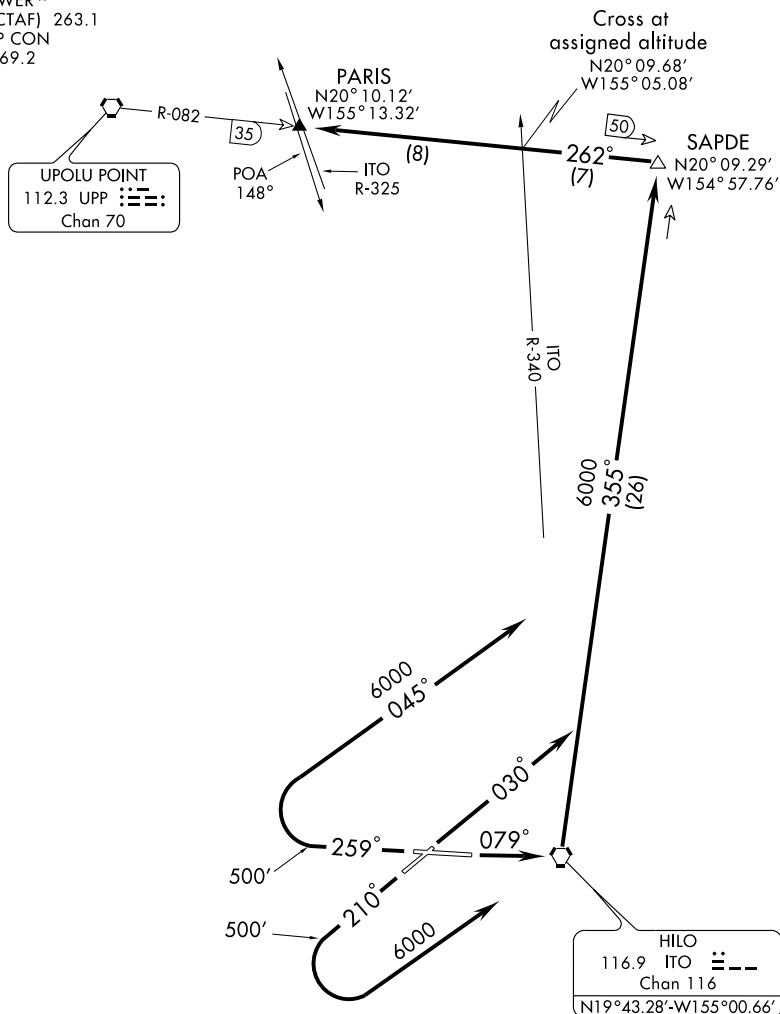 (CTAF) 263.1
CON
Cross at
assigned altitude
N20° 09.68'
W155° 05.08'
PARIS
N20° 10.12'
W155° 13.32'
R-082
35
50
SAPDE
N20° 09.29'
W154° 57.76'
(8)
262°
(7)
POA
148°
ITO
R-325
UPOLU POINT
112.3 UPP
Chan 70
ITO
R-340
6000
355°
(26)
6000
045°
030°
259°
079°
500'
210°
500'
6000
HILO
116.9 ITO
Chan 116
N19° 43.28'-W155° 00.66'